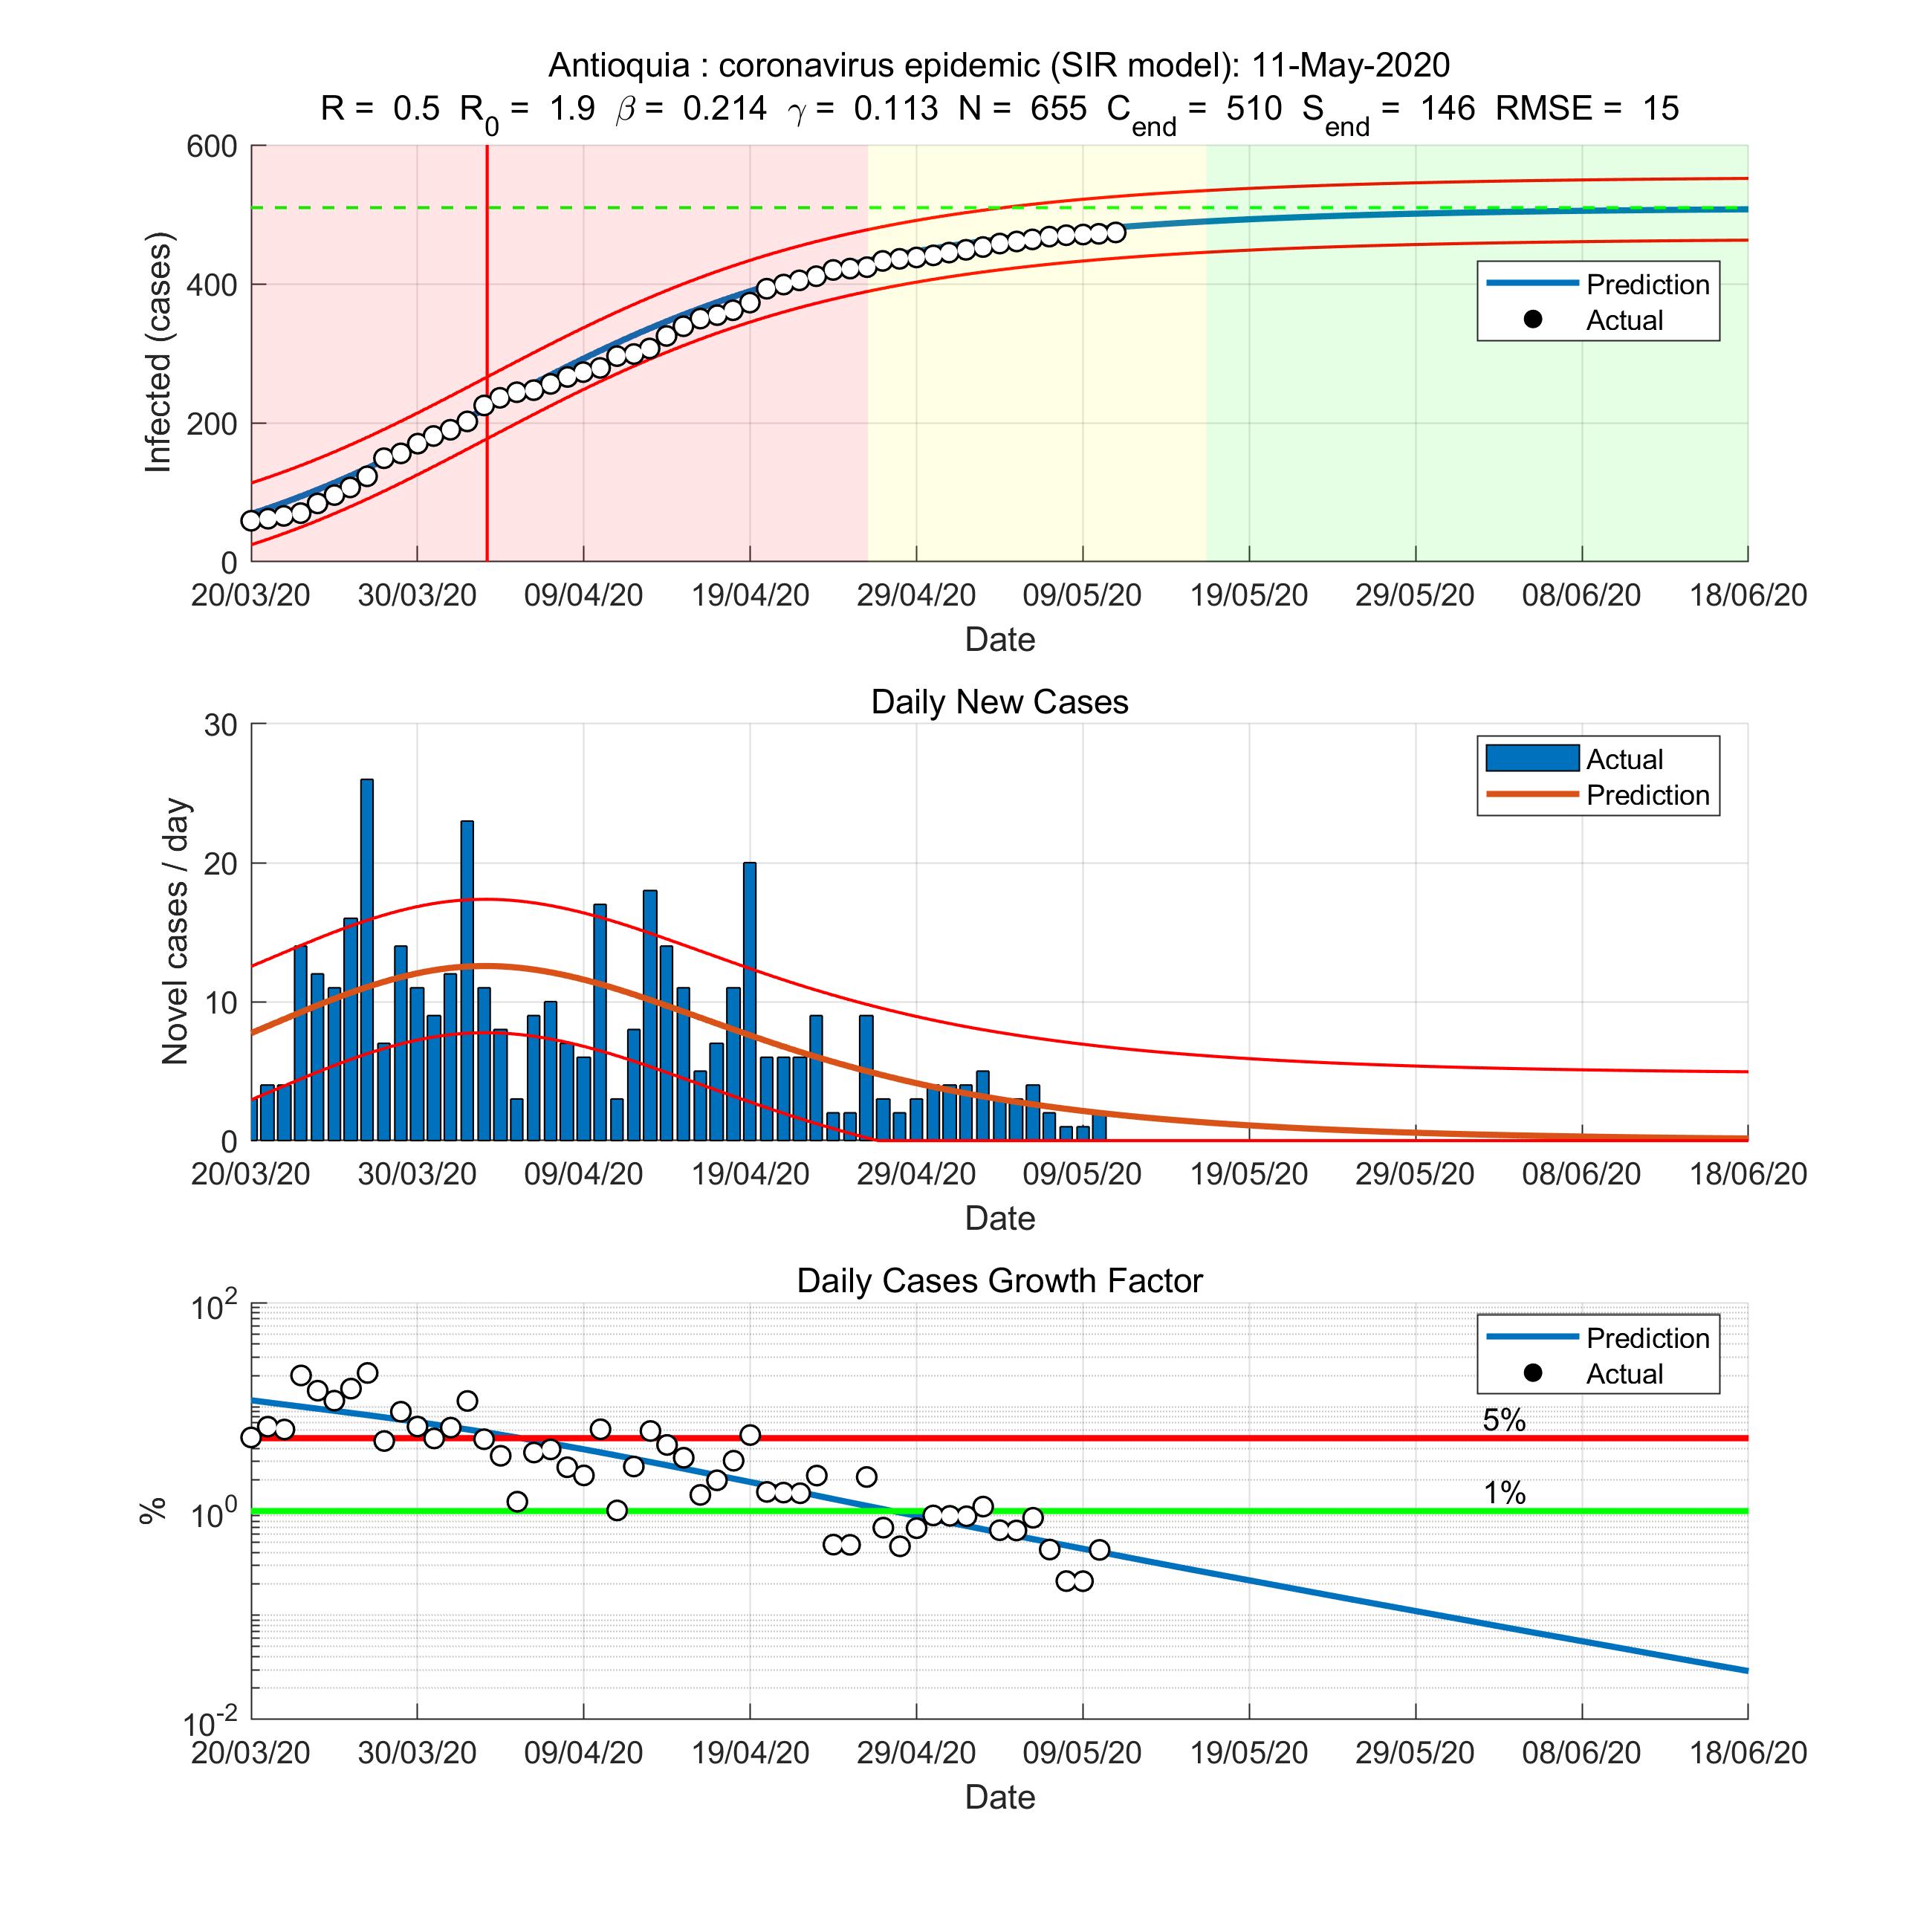 Antioquia : coronavirus epidemic (SIR model): 11-May-2020
R = 0.5 R0 = 1.9 β = 0.214 γ = 0.113 N = 655 Cend = 510 Send = 146 RMSE = 15
Infected (cases)
600
400
200
0
Prediction
Actual
20/03/20 30/03/20 09/04/20 19/04/20 29/04/20 09/05/20 19/05/20 29/05/20 08/06/20 18/06/20
Date
Daily New Cases
Novel cases / day
30
20
10
0
Actual
Prediction
20/03/20 30/03/20 09/04/20 19/04/20 29/04/20 09/05/20 19/05/20 29/05/20 08/06/20 18/06/20
Date
Daily Cases Growth Factor
%
10^2
10^0
10^-2
Prediction
Actual
5%
1%
20/03/20 30/03/20 09/04/20 19/04/20 29/04/20 09/05/20 19/05/20 29/05/20 08/06/20 18/06/20
Date